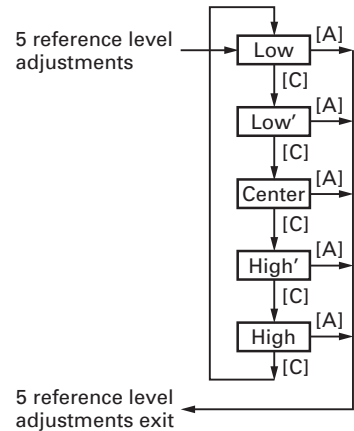 5 reference level
adjustments
Low
[A]
[C]
Low’
[A]
[C]
Center
[A]
[C]
High’
[A]
[C]
High
[A]
[C]
5 reference level
adjustments exit